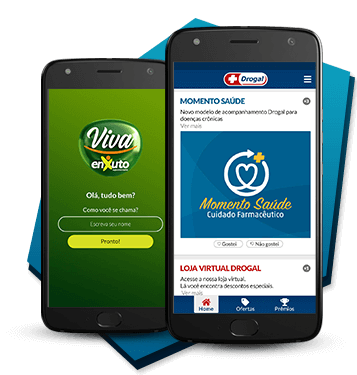 Viva
enxuto
Olá, tudo bem?
Como você se chama?
Escreva seu nome
Pronto!
Drogal
MOMENTO SAÚDE
Novo modelo de acompanhamento Drogal para
doenças crônicas
Ver mais
Momento Saúde
Cuidado Farmacêutico
Gostei
Não gostei
LOJA VIRTUAL DROGAL
Acesse a nossa loja virtual.
Lá você encontra descontos especiais.
Ver mais
Home
Ofertas
Prêmios